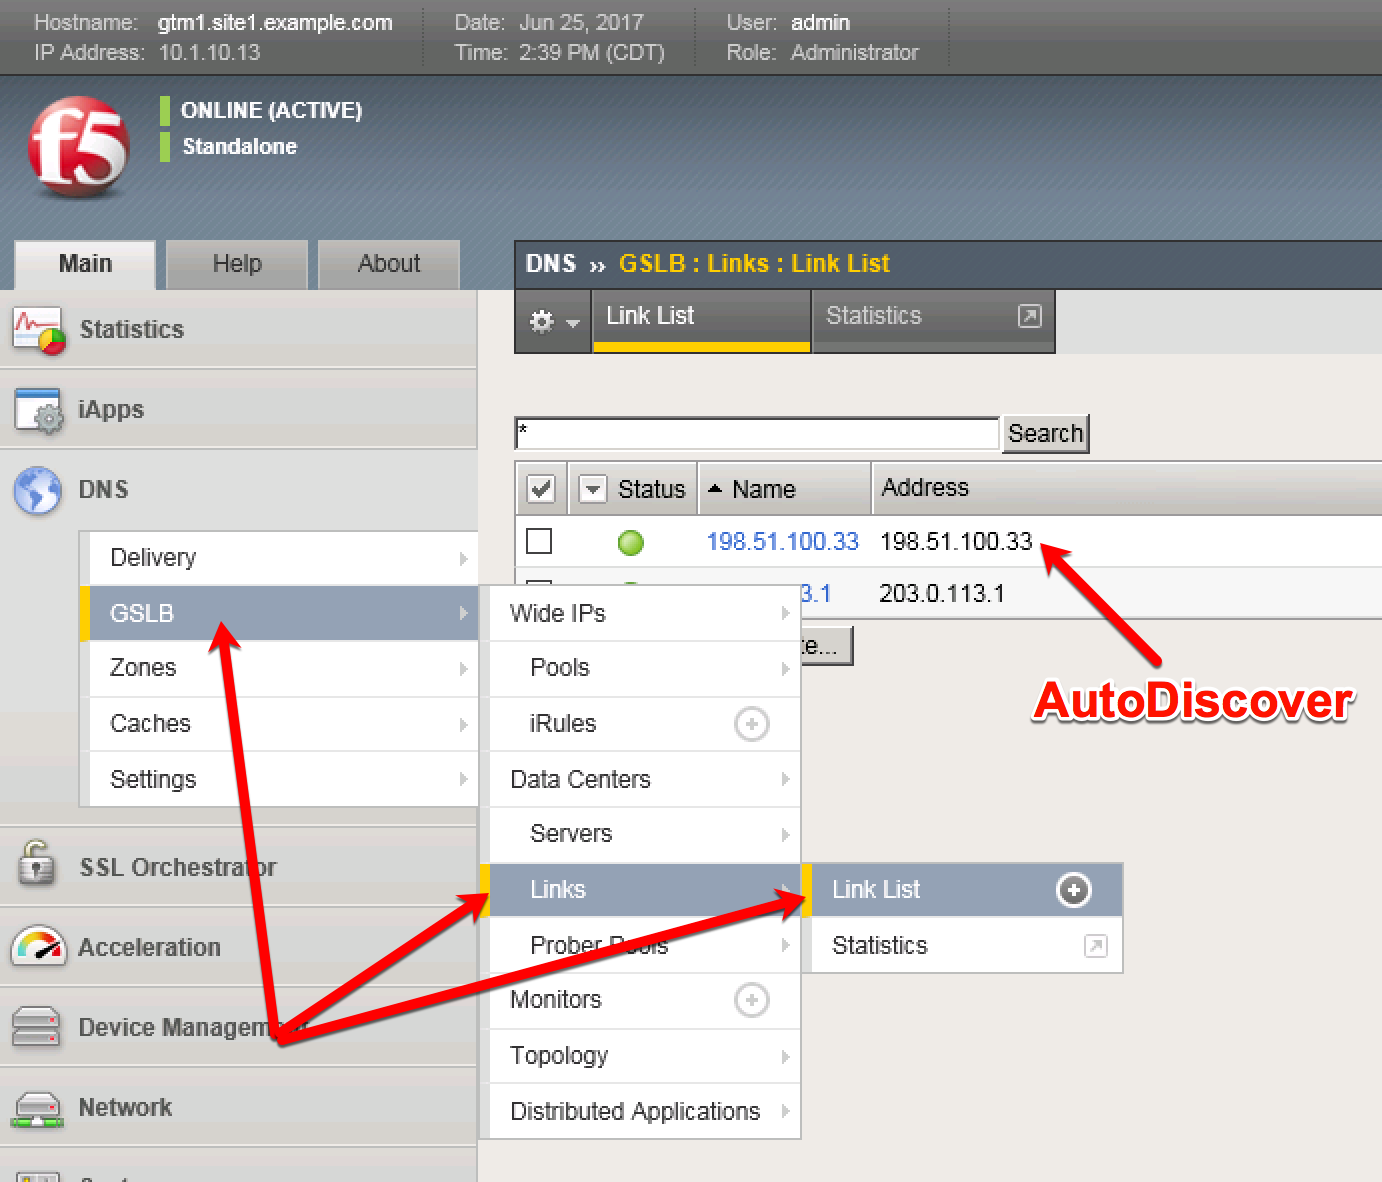 Hostname: gtm1.site1.example.com Date: Jun 25, 2017 User: admin
IP Address: 10.1.10.13 Time: 2:39 PM (CDT) Role: Administrator
f5
ONLINE (ACTIVE)
Standalone
Main Help About
DNS ›› GSLB : Links : Link List
Link List Statistics
Statistics
iApps
DNS
Delivery
GSLB
Zones
Caches
Settings
SSL Orchestrator
Acceleration
Device Management
Network
* Search
Status Name Address
198.51.100.33 198.51.100.33
3.1 203.0.113.1
te...
AutoDiscover
Wide IPs
Pools
iRules
Data Centers
Servers
Links
Prober Pools
Monitors
Topology
Distributed Applications
Link List
Statistics